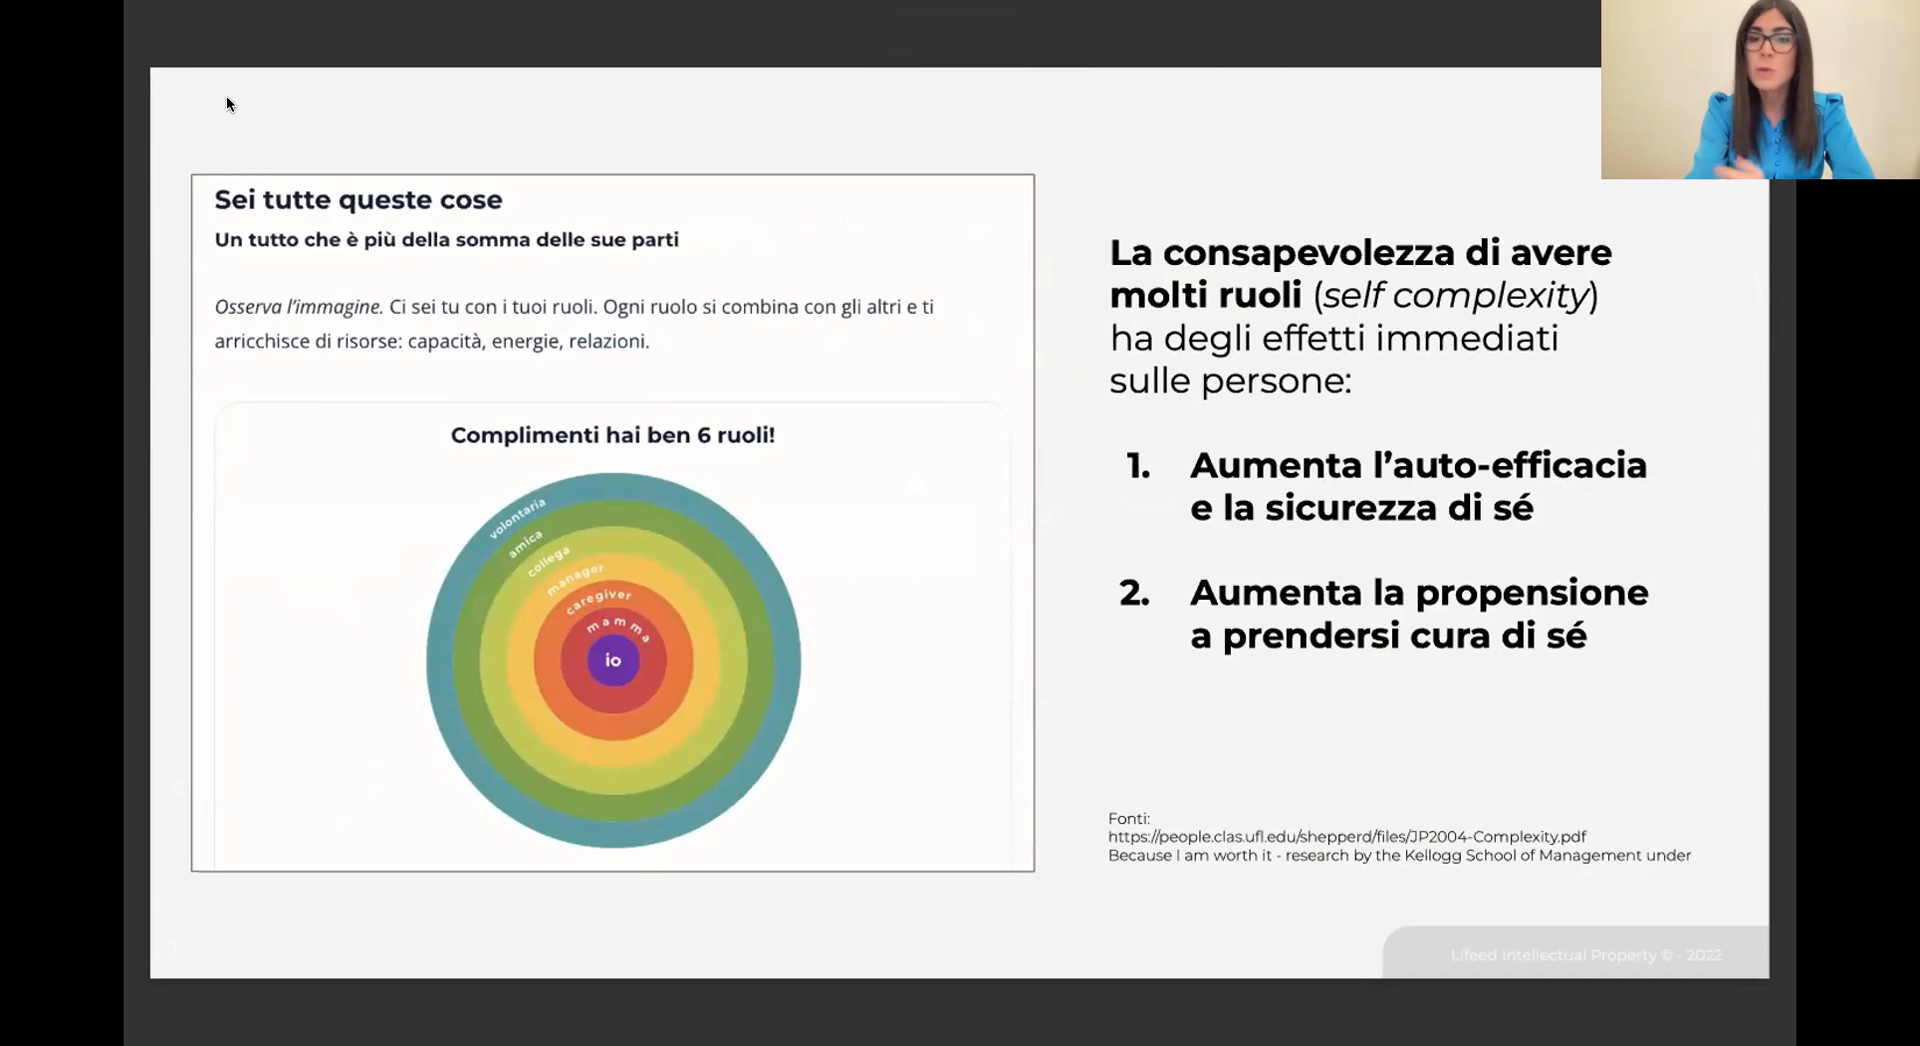 Sei tutte queste cose
Un tutto che è più della somma delle sue parti
Osserva l'immagine. Ci sei tu con i tuoi ruoli. Ogni ruolo si combina con gli altri e ti
arricchisce di risorse: capacità, energie, relazioni.
Complimenti hai ben 6 ruoli!
volontaria
amica
collega
manager
caregiver
mamma
io
La consapevolezza di avere
molti ruoli (self complexity)
ha degli effetti immediati
sulle persone:
1. Aumenta l’auto-efficacia
e la sicurezza di sé
2. Aumenta la propensione
a prendersi cura di sé
Fonti:
https://people.clas.ufl.edu/shepperd/files/JP2004-Complexity.pdf
Because I am worth it - research by the Kellogg School of Management under
Lifeed Intellectual Property © - 2022